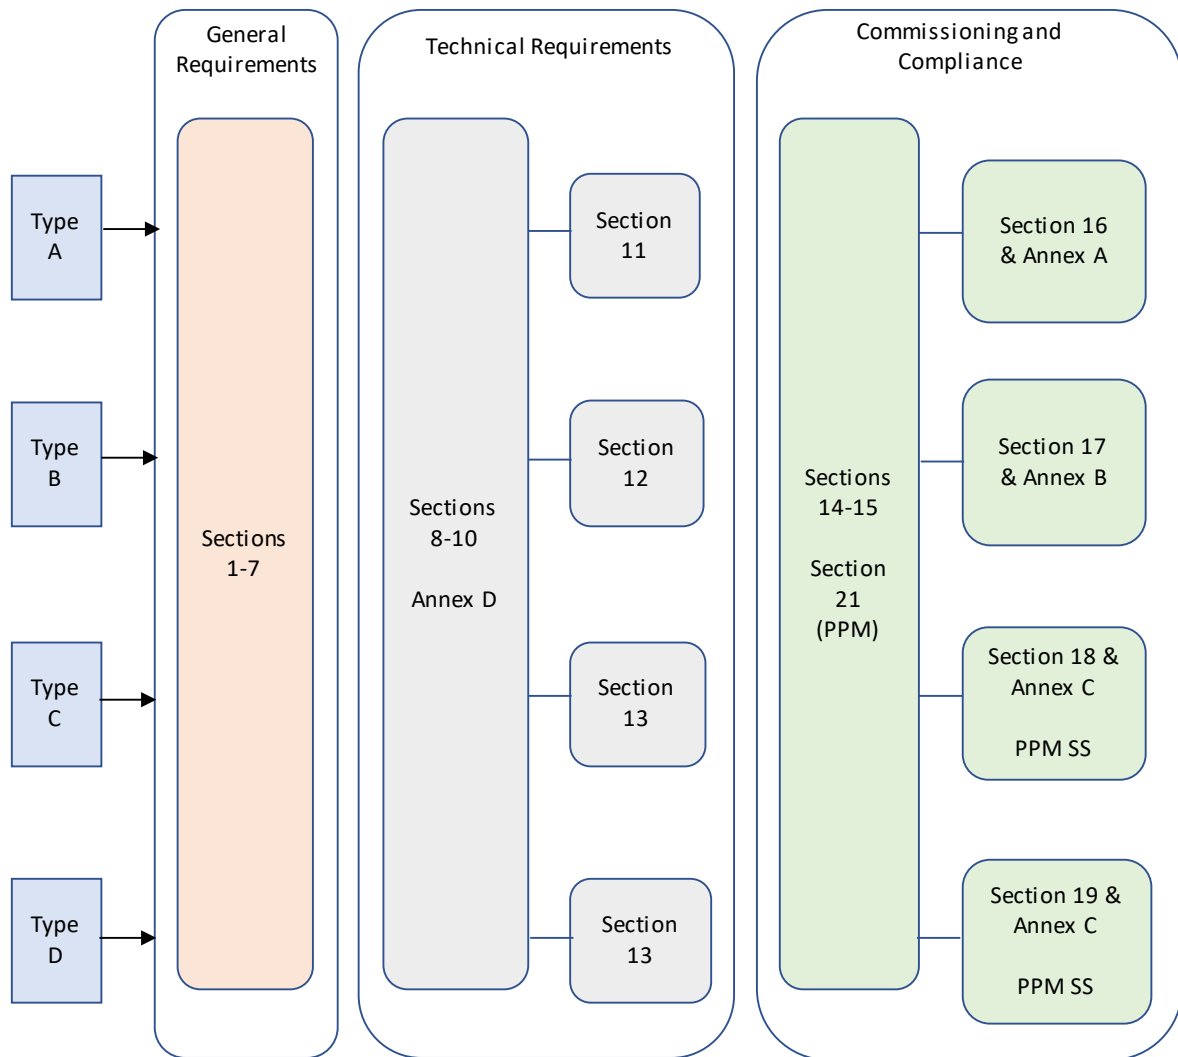 General
Requirements
Technical Requirements
Commissioning and
Compliance
Type
A
Type
B
Type
C
Type
D
Sections
1-7
Sections
8-10
Annex D
Section
11
Section
12
Section
13
Section
13
Sections
14-15
Section
21
(PPM)
Section 16
& Annex A
Section 17
& Annex B
Section 18 &
Annex C
PPM SS
Section 19 &
Annex C
PPM SS